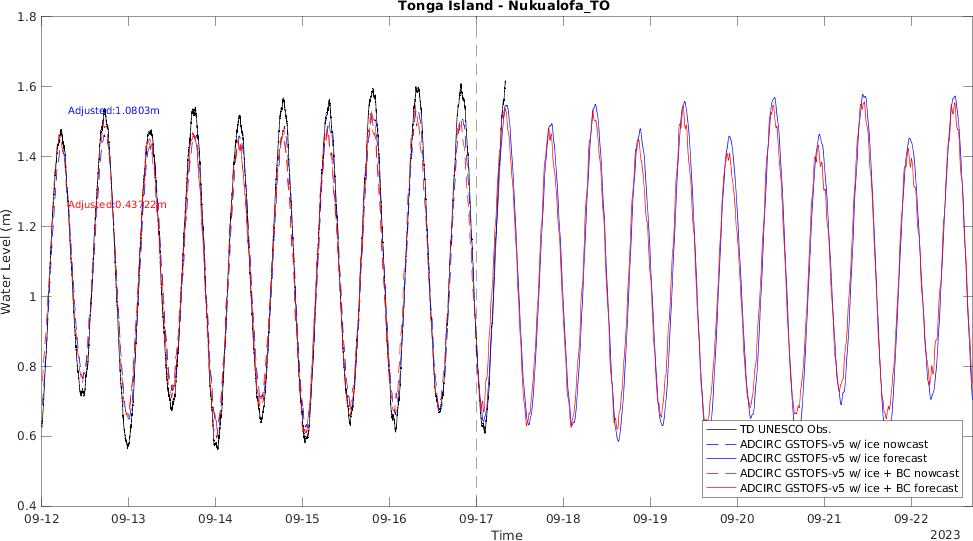 Tonga Island - Nukualofa_TO
1.8
1.6
1.4
1.2
1
0.8
0.6
0.4
Water Level (m)
Adjusted:1.0803m
Adjusted:0.43722m
TD UNESCO Obs.
ADCIRC GSTOFS-v5 w/ ice nowcast
ADCIRC GSTOFS-v5 w/ ice forecast
ADCIRC GSTOFS-v5 w/ ice + BC nowcast
ADCIRC GSTOFS-v5 w/ ice + BC forecast
09-12 09-13 09-14 09-15 09-16 09-17 09-18 09-19 09-20 09-21 09-22
Time
2023